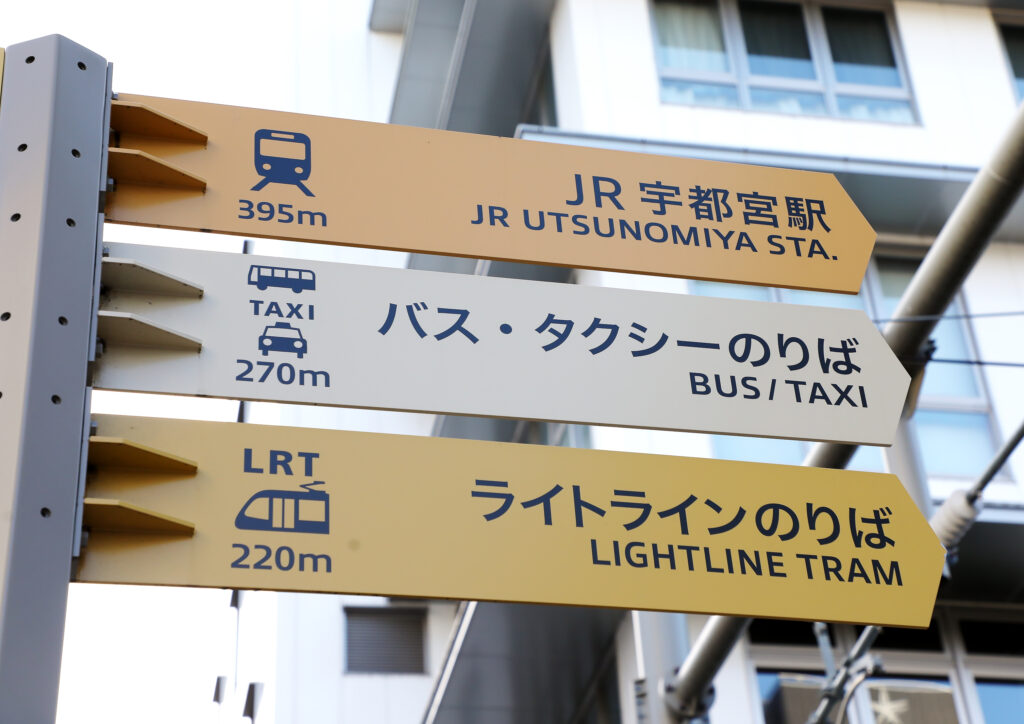 JR 宇都宮駅
395m
JR UTSUNOMIYA STA.
TAXI
270m
バス・タクシーのりば
BUS/TAXI
LRT
220m
ライトラインのりば
LIGHTLINE TRAM